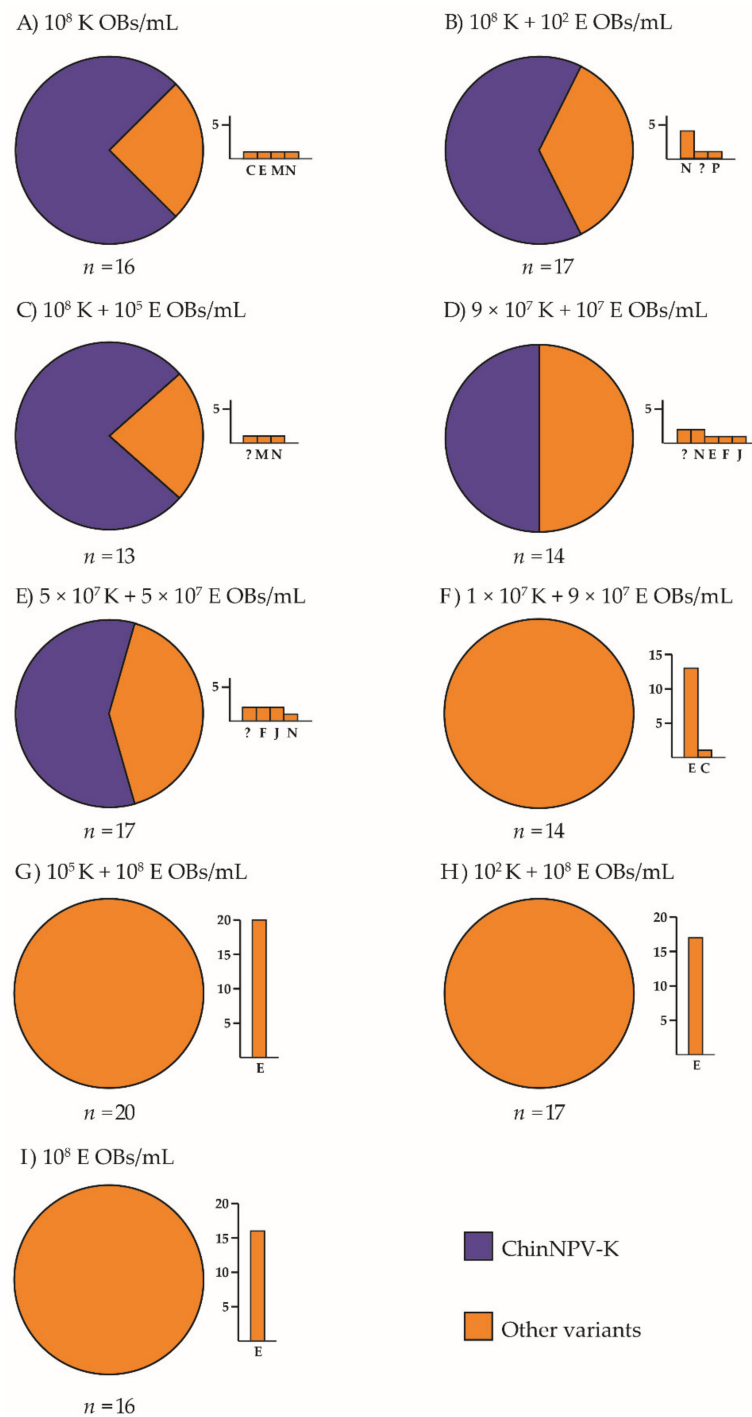 A) 10⁸ K OBs/mL
5
C E M N
n = 16
B) 10⁸ K + 10² E OBs/mL
5
N ? P
n = 17
C) 10⁸ K + 10⁵ E OBs/mL
5
? M N
n = 13
D) 9 × 10⁷ K + 10⁷ E OBs/mL
5
? N E F J
n = 14
E) 5 × 10⁷ K + 5 × 10⁷ E OBs/mL
5
? F J N
n = 17
F) 1 × 10⁷ K + 9 × 10⁷ E OBs/mL
15
10
5
E C
n = 14
G) 10⁵ K + 10⁸ E OBs/mL
20
15
10
5
E
n = 20
H) 10² K + 10⁸ E OBs/mL
20
15
10
5
E
n = 17
I) 10⁸ E OBs/mL
20
15
10
5
E
n = 16
ChinNPV-K
Other variants